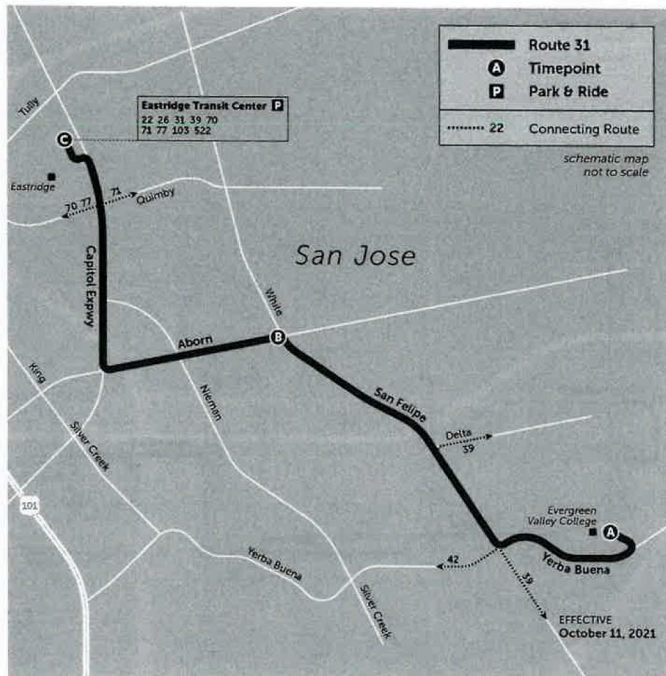 Route 31
A Timepoint
P Park & Ride
22 Connecting Route
schematic map
not to scale
Tully
Eastridge Transit Center P
22 26 31 39 70
71 77 103 522
C
Eastridge
70 77
71
Quimby
Capitol Expwy
San Jose
White
B
Aborn
King
Nieman
San Felipe
Silver Creek
Delta
39
101
Evergreen
Valley College
A
Yerba Buena
42
Yerba Buena
39
Silver Creek
EFFECTIVE
October 11, 2021